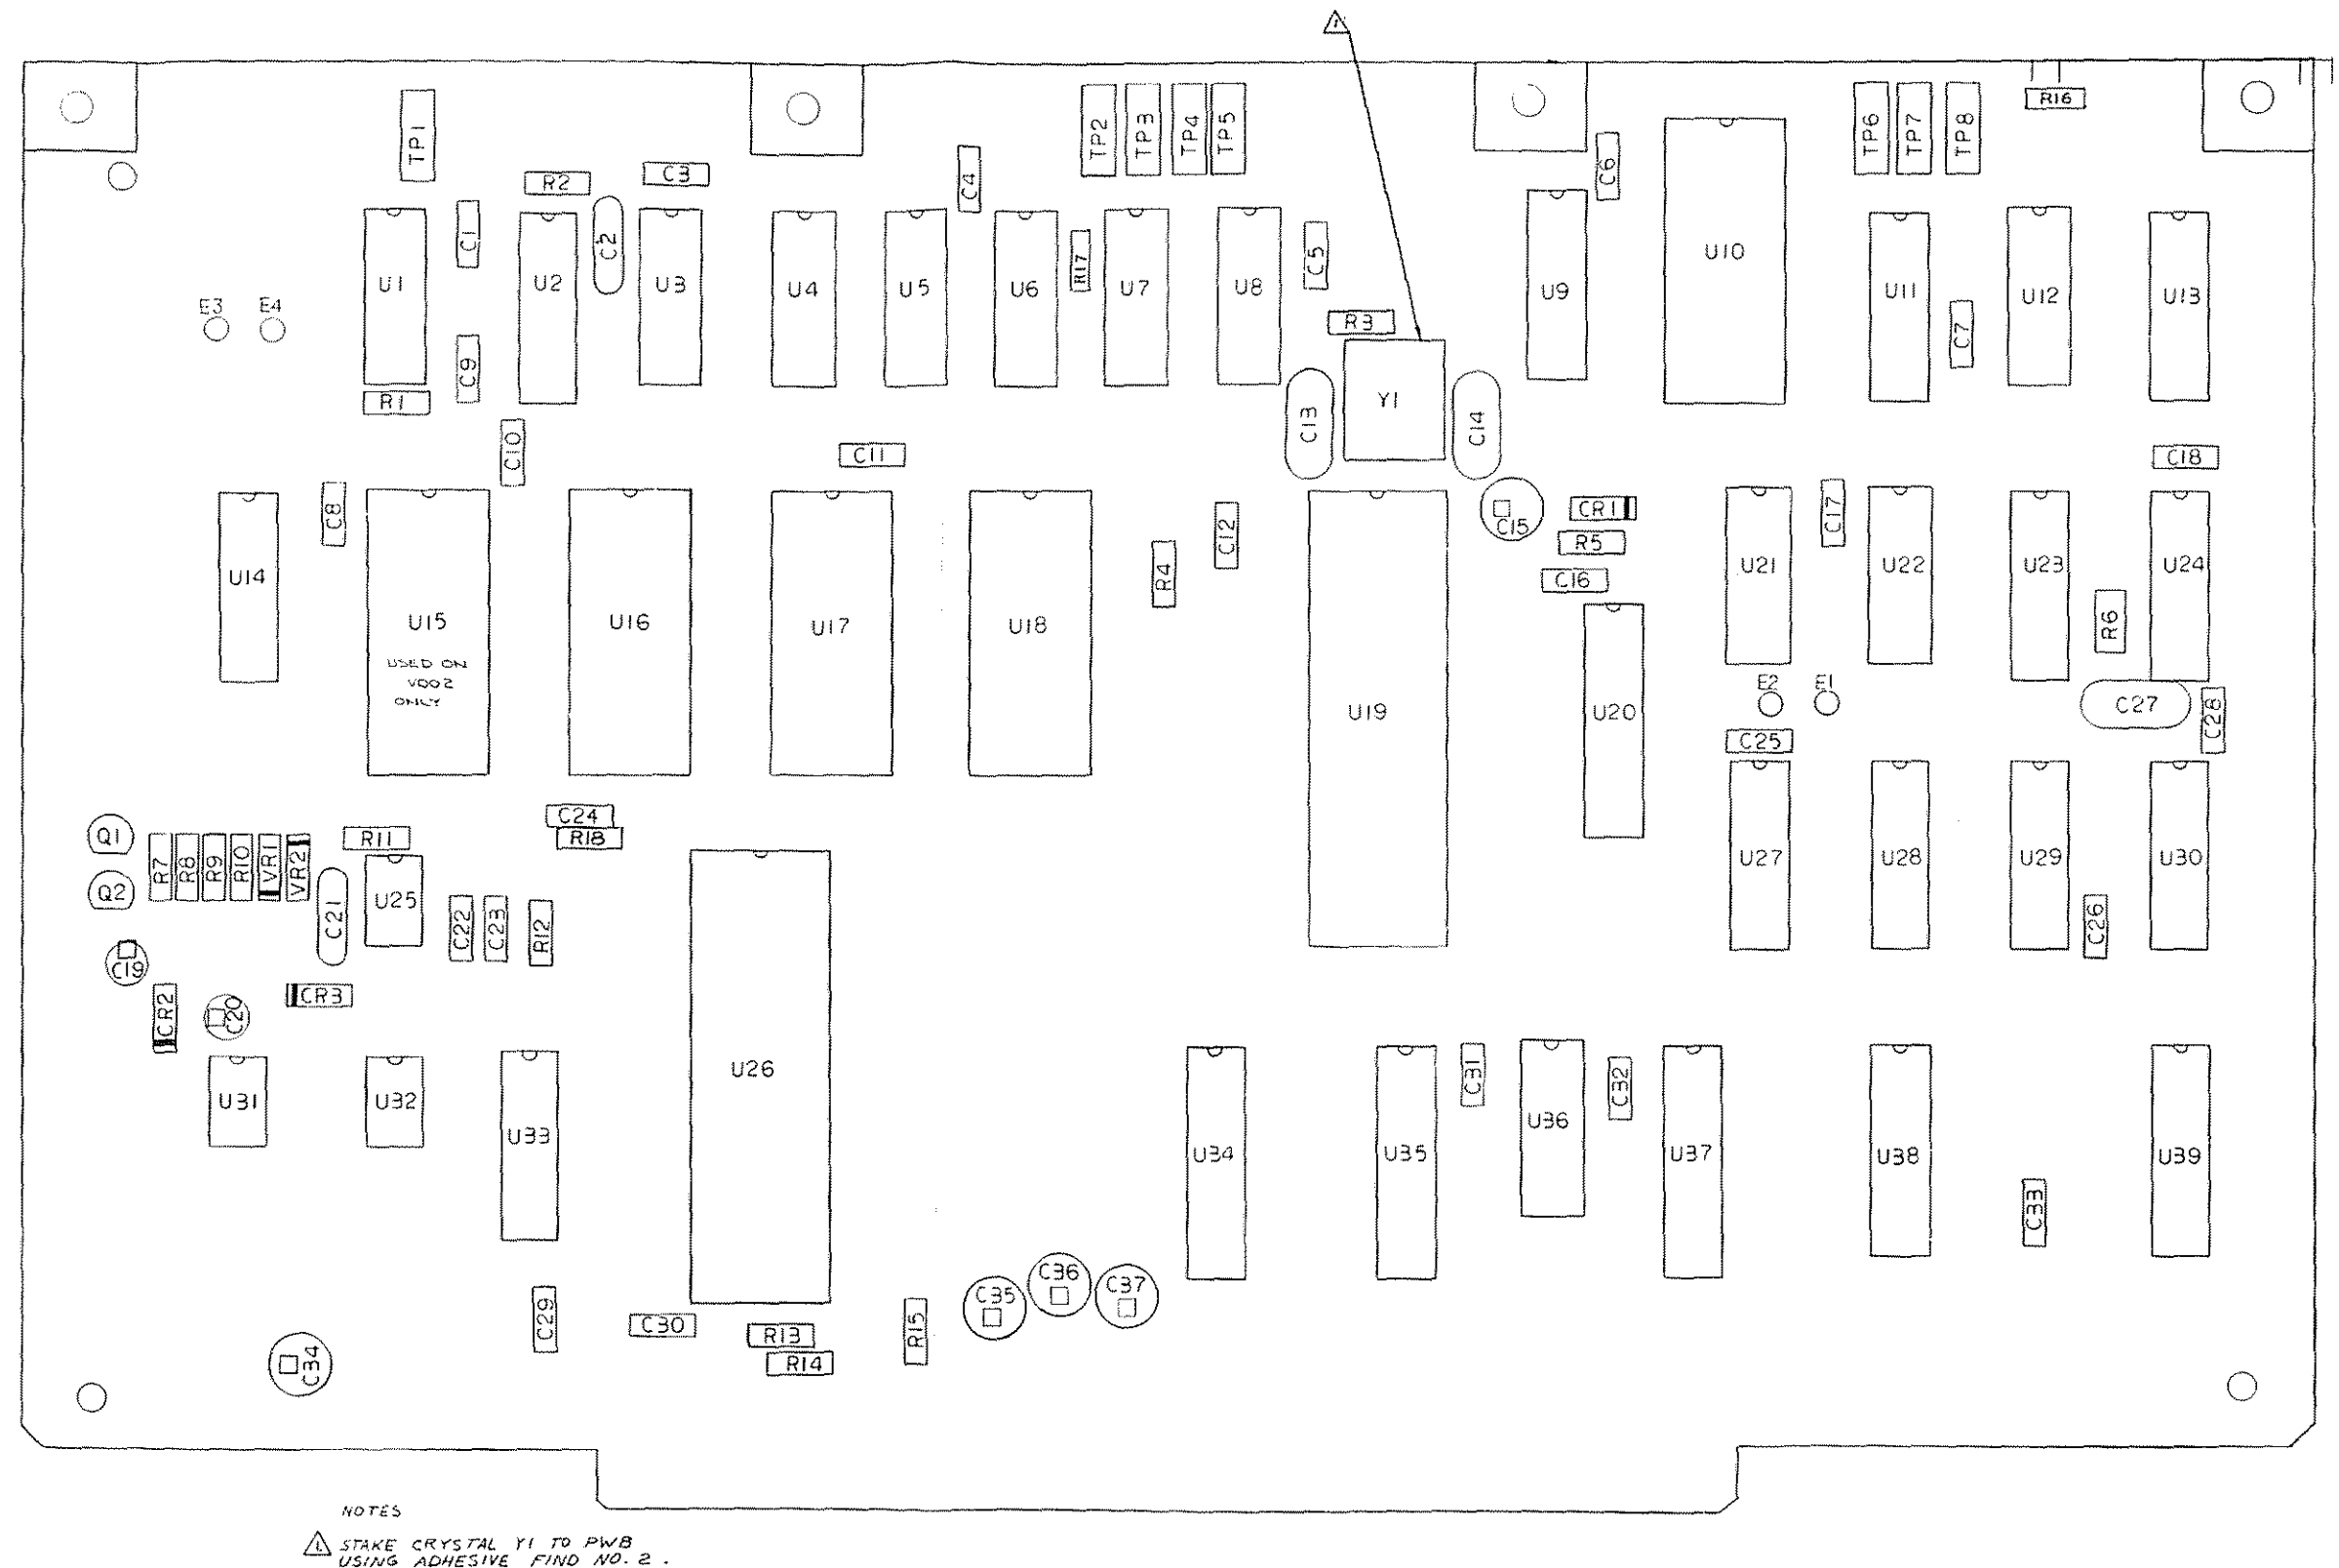 1
R16
TP1
TP2
TP3
TP4
TP5
TP6
TP7
TP8
R2
C3
C4
C6
C1
C2
U1
U2
U3
U4
U5
U6
R17
U7
U8
C5
U9
U10
U11
U12
U13
C7
E3 E4
R3
C9
R1
C13
Y1
C14
C10
C11
C18
C8
C12
C15
CR1
R5
C16
C17
R4
U14
U15
USED ON
V002
ONLY
U16
U17
U18
U19
U20
U21
U22
U23
U24
R6
E2 E1
C27
C28
C25
C24
R18
Q1
Q2
R7
R8
R9
R10
VR1
VR2
R11
C21
U25
C22
C23
R12
U27
U28
U29
U30
C26
C19
CR2
C20
CR3
U31
U32
U33
U26
U34
U35
C31
U36
C32
U37
U38
C33
U39
C29
C30
R13
R14
R15
C35
C36
C37
C34
NOTES
1 STAKE CRYSTAL Y1 TO PWB
USING ADHESIVE FIND NO. 2 .